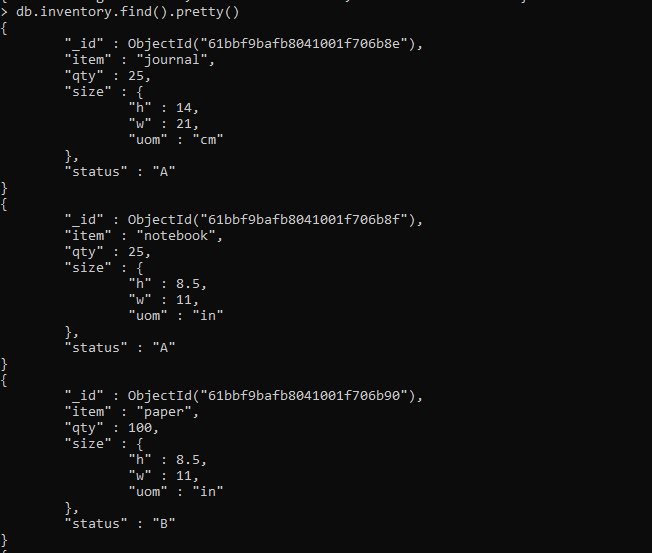 > db.inventory.find().pretty()
{
"_id" : ObjectId("61bbf9bafb8041001f706b8e"),
"item" : "journal",
"qty" : 25,
"size" : {
"h" : 14,
"w" : 21,
"uom" : "cm"
},
"status" : "A"
}
{
"_id" : ObjectId("61bbf9bafb8041001f706b8f"),
"item" : "notebook",
"qty" : 25,
"size" : {
"h" : 8.5,
"w" : 11,
"uom" : "in"
},
"status" : "A"
}
{
"_id" : ObjectId("61bbf9bafb8041001f706b90"),
"item" : "paper",
"qty" : 100,
"size" : {
"h" : 8.5,
"w" : 11,
"uom" : "in"
},
"status" : "B"
}